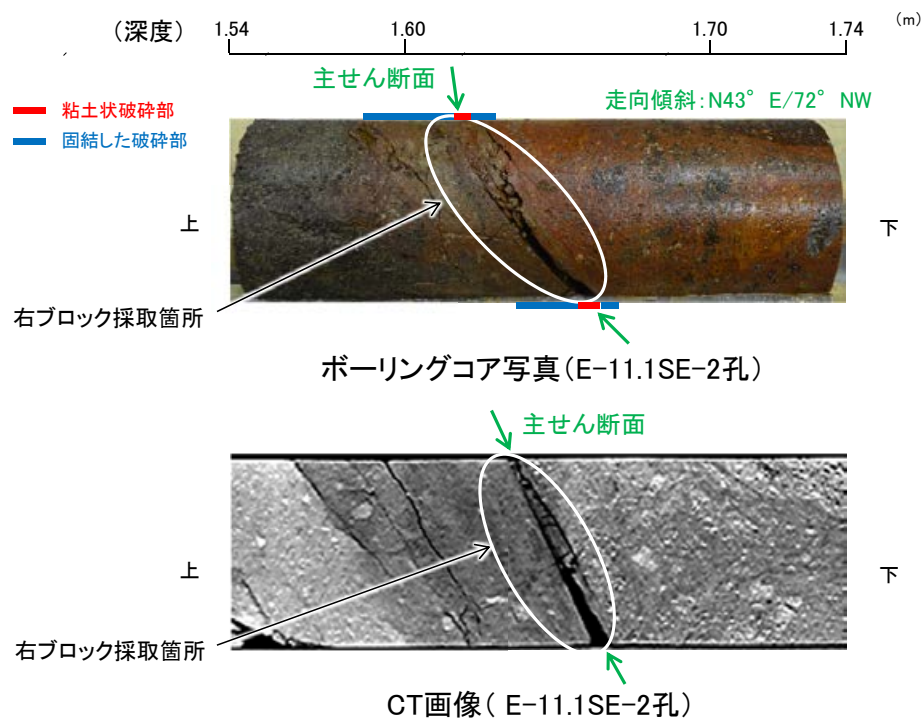 (深度) 1.54 1.60 1.70 1.74 (m)
主せん断面
走向傾斜:N43° E/72° NW
粘土状破砕部
固結した破砕部
上
下
右ブロック採取箇所
ボーリングコア写真(E-11.1SE-2孔)
主せん断面
上
下
右ブロック採取箇所
CT画像( E-11.1SE-2孔)